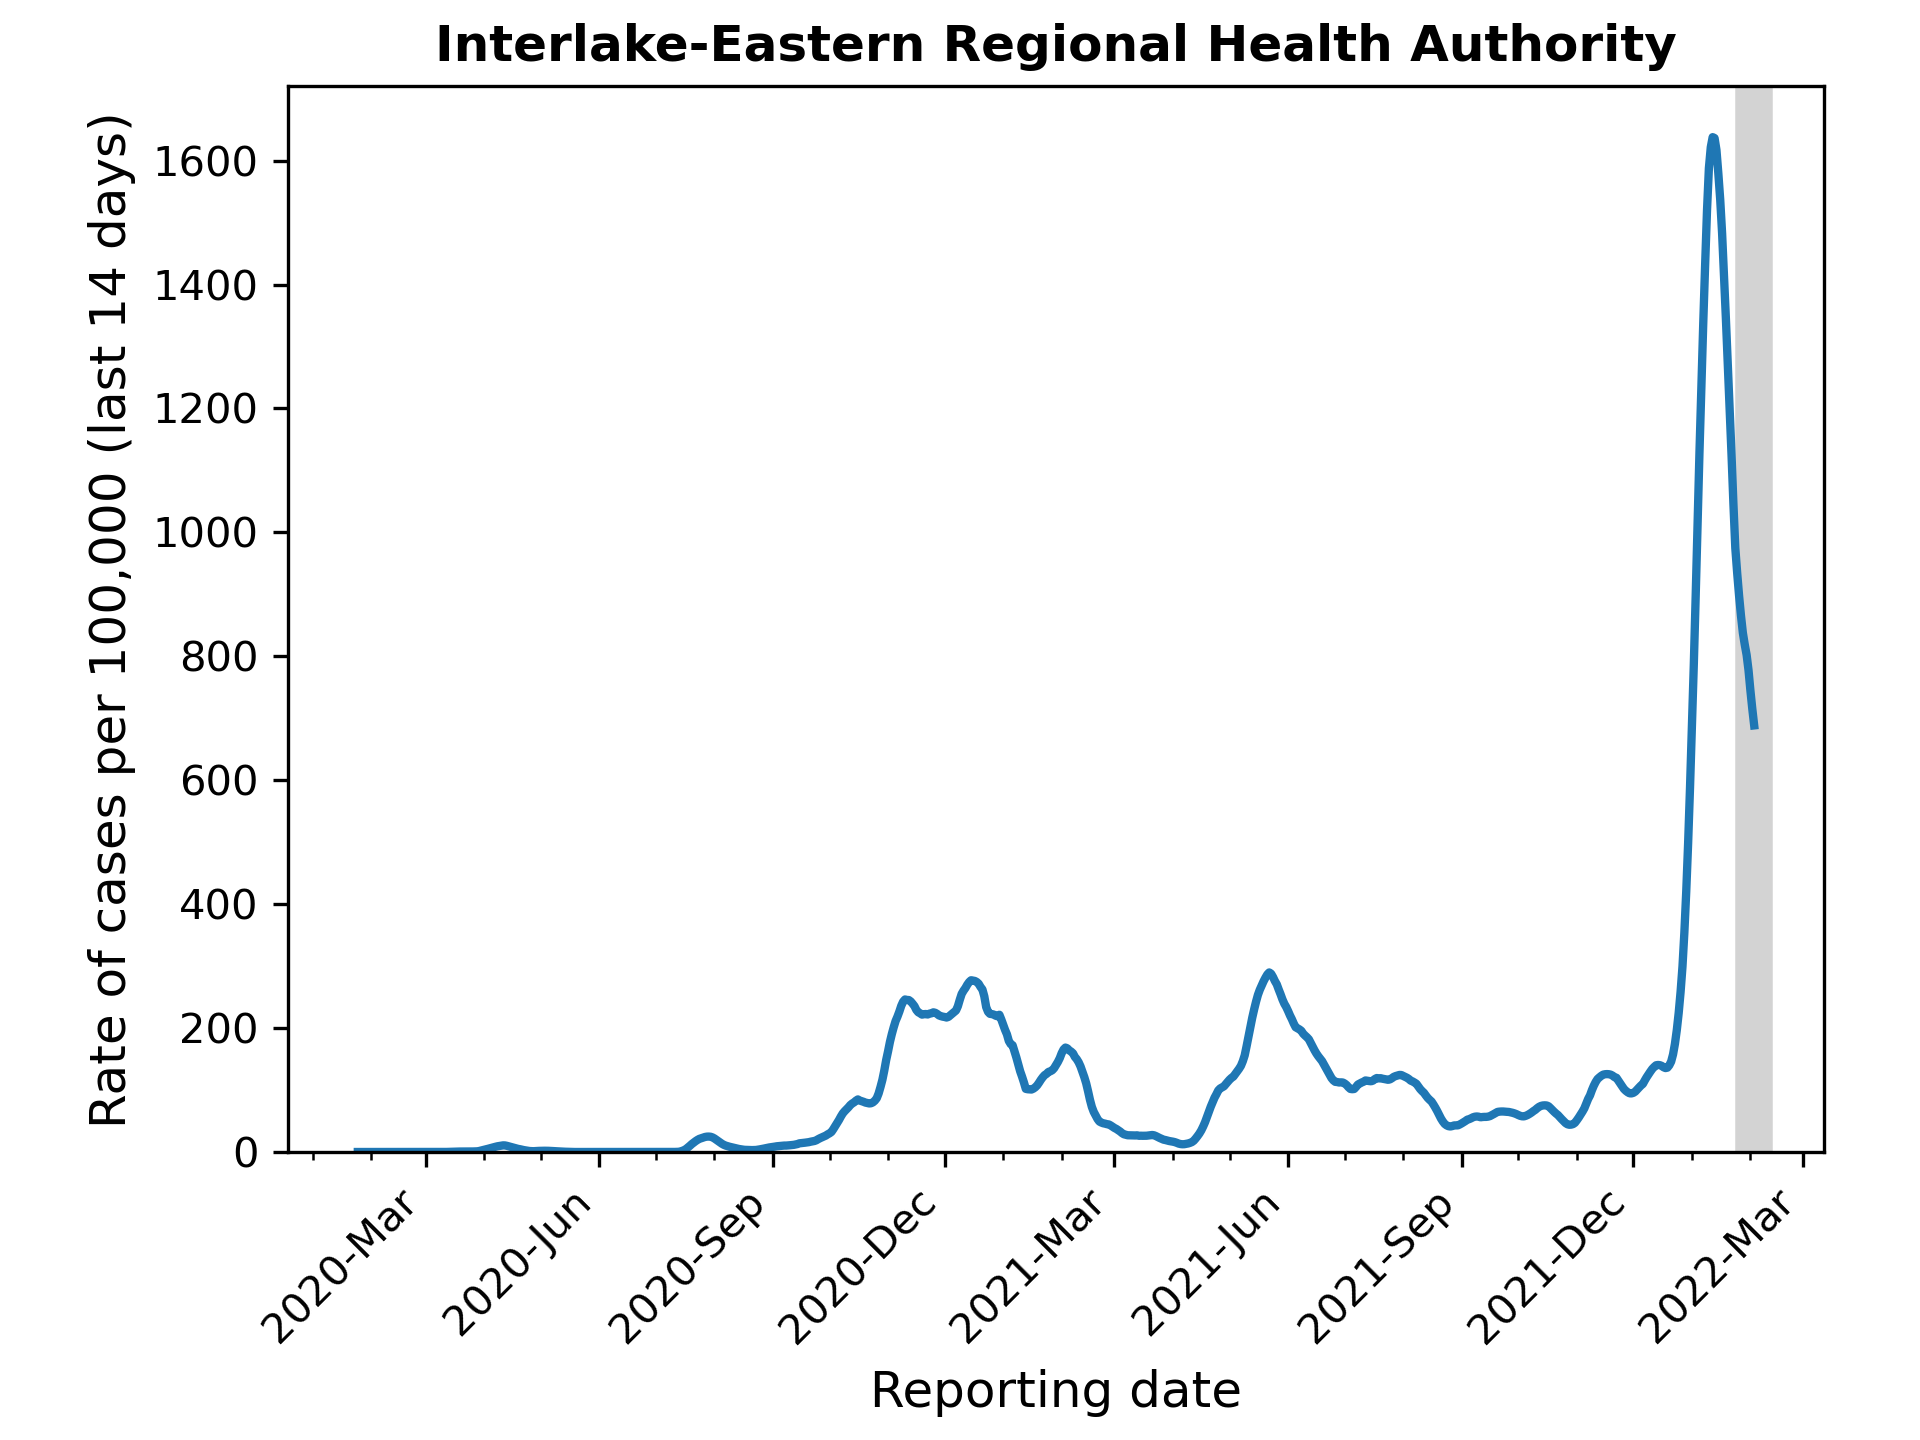 Interlake-Eastern Regional Health Authority
Rate of cases per 100,000 (last 14 days)
1600
1400
1200
1000
800
600
400
200
0
2020-Mar
2020-Jun
2020-Sep
2020-Dec
2021-Mar
2021-Jun
2021-Sep
2021-Dec
2022-Mar
Reporting date